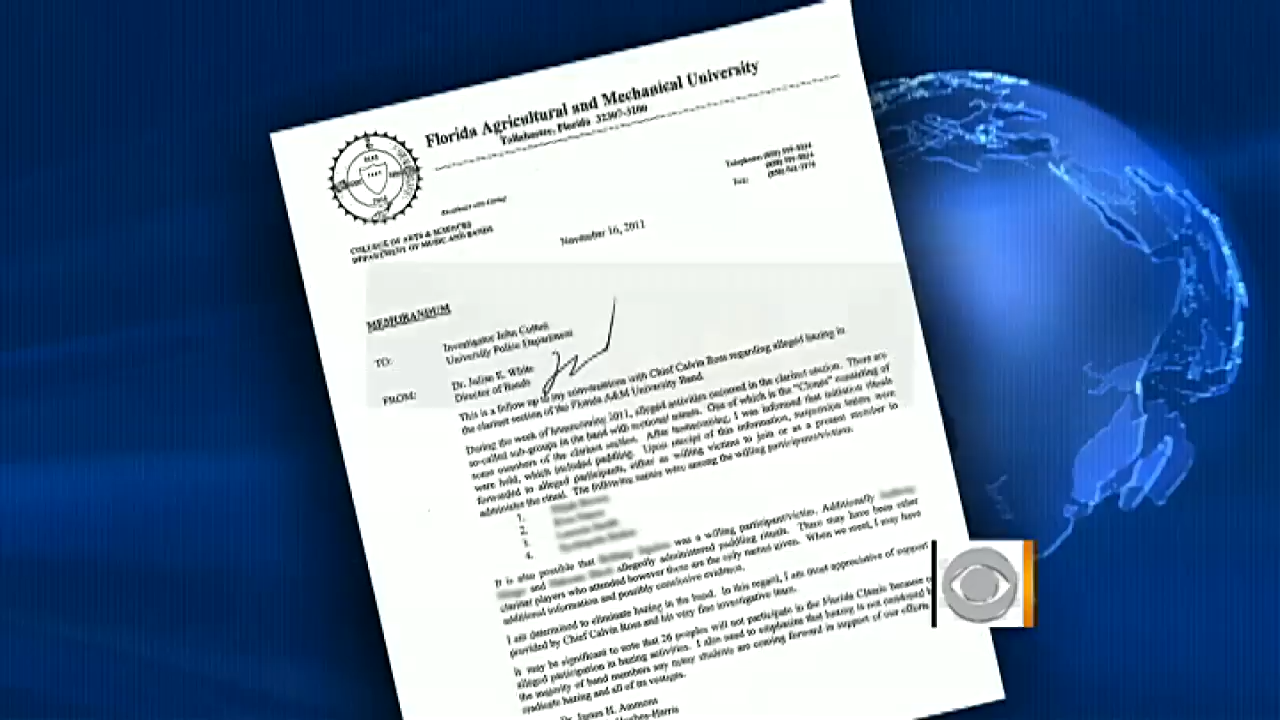 Florida Agricultural and Mechanical University
Tallahassee, Florida 32307-3100
Telephone: (850)
Fax: (850)
Excellence with Caring
COLLEGE OF ARTS & SCIENCES
DEPARTMENT OF MUSIC AND BANDS
November 16, 2011
MEMORANDUM
TO: Investigator John Cotten
University Police Department
FROM: Dr. Julian E. White
Director of Bands
This is a follow up to my conversations with Chief Calvin Ross regarding alleged hazing in
the clarinet section of the Florida A&M University Band.
During the week of homecoming 2011, alleged activities occurred in the clarinet section. There are
so-called sub-groups in the band with sectional names. One of which is the "Clones" consisting of
some members of the clarinet section. After homecoming, I was informed that initiation rituals
were held, which included paddling. Upon receipt of this information, suspension letters were
forwarded to alleged participants, either as willing victims to join or as a present member to
administer the ritual. The following names were among the willing participants/victims.
1.
2.
3.
4.
It is also possible that was a willing participant/victim. Additionally
and allegedly administered paddling rituals. There may have been other
clarinet players who attended however these are the only names given. When we meet, I may have
additional information and possibly conclusive evidence.
I am determined to eliminate hazing in the band. In this regard, I am most appreciative of support
provided by Chief Calvin Ross and his very fine investigative team.
It may be significant to note that 26 peoples will not participate in the Florida Classic because
alleged participation in hazing activities. I also need to emphasize that hazing is not condoned
the majority of band members any many students are coming forward in support of our efforts
eradicate hazing and all of its vestiges.
Dr. James H. Ammons
Hughes-Harris